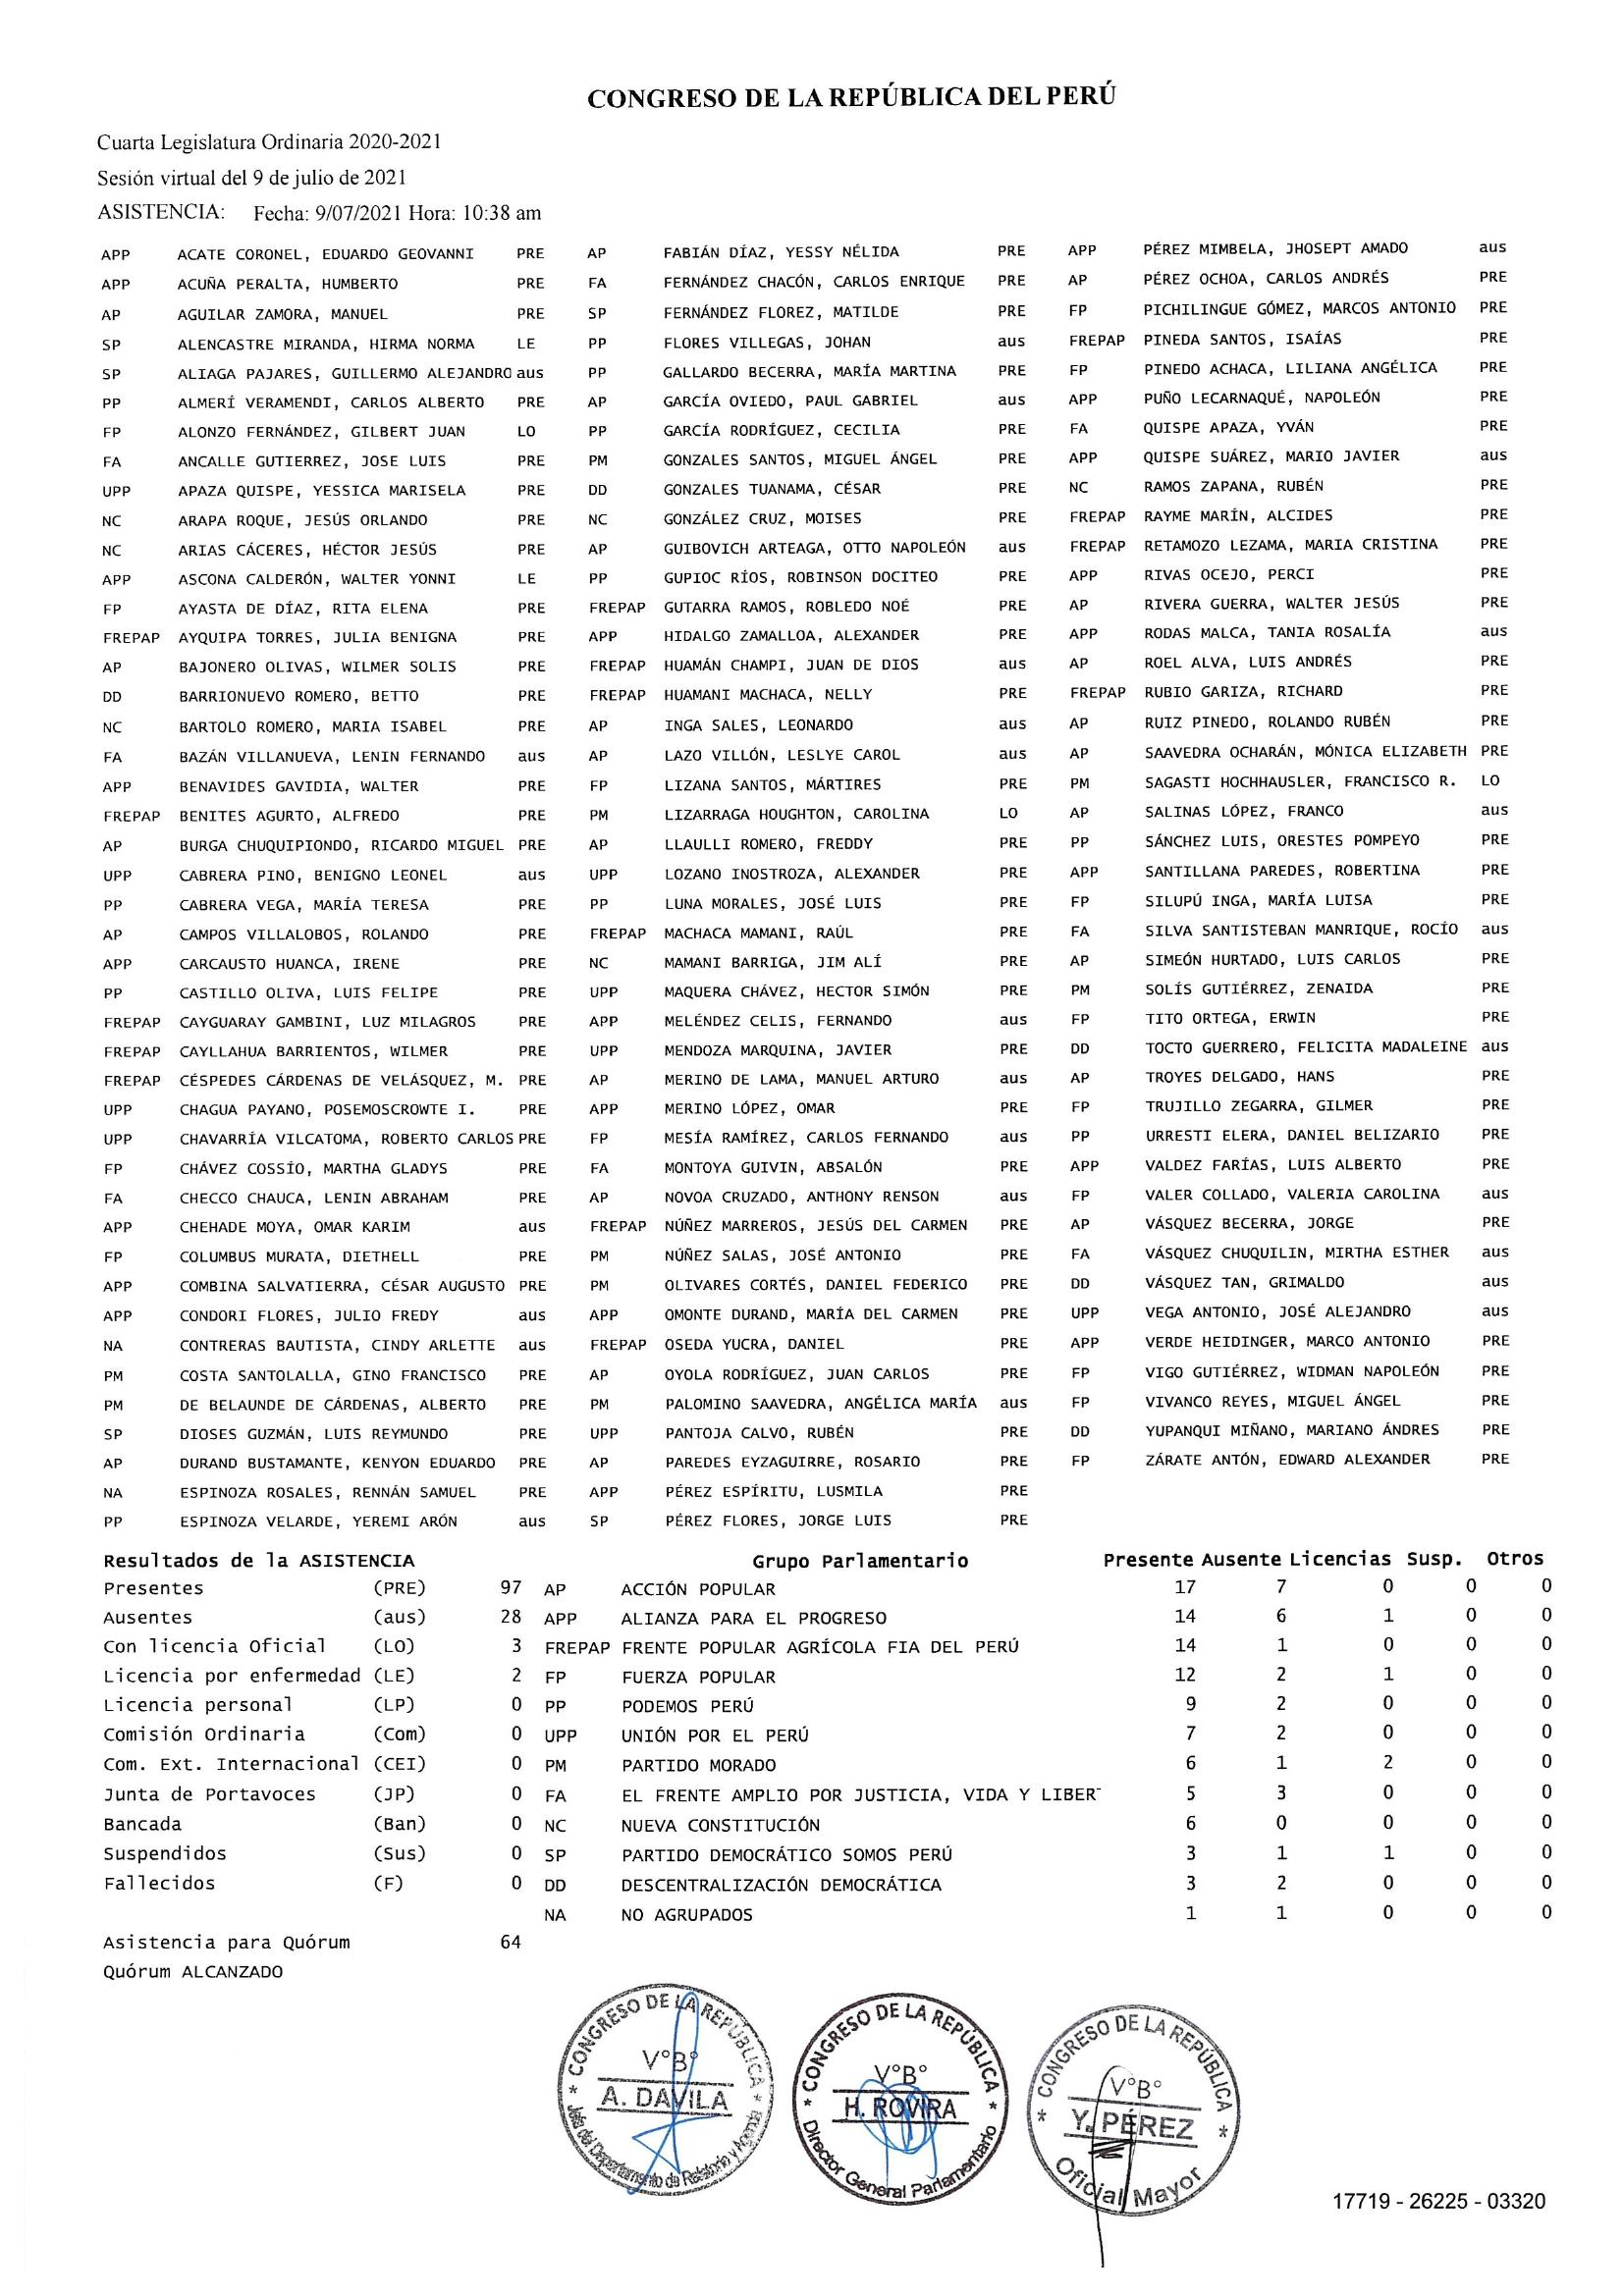 CONGRESO DE LA REPÚBLICA DEL PERÚ
Cuarta Legislatura Ordinaria 2020-2021
Sesión virtual del 9 de julio de 2021
ASISTENCIA: Fecha: 9/07/2021 Hora: 10:38 am
APP ACATE CORONEL, EDUARDO GEOVANNI PRE AP FABIÁN DÍAZ, YESSY NÉLIDA PRE APP PÉREZ MIMBELA, JHOSEPT AMADO aus
APP ACUÑA PERALTA, HUMBERTO PRE FA FERNÁNDEZ CHACÓN, CARLOS ENRIQUE PRE AP PÉREZ OCHOA, CARLOS ANDRÉS PRE
AP AGUILAR ZAMORA, MANUEL PRE SP FERNÁNDEZ FLOREZ, MATILDE PRE FP PICHILINGUE GÓMEZ, MARCOS ANTONIO PRE
SP ALENCASTRE MIRANDA, HIRMA NORMA LE PP FLORES VILLEGAS, JOHAN aus FREPAP PINEDA SANTOS, ISAÍAS PRE
SP ALIAGA PAJARES, GUILLERMO ALEJANDRO aus PP GALLARDO BECERRA, MARÍA MARTINA PRE FP PINEDO ACHACA, LILIANA ANGÉLICA PRE
PP ALMERÍ VERAMENDI, CARLOS ALBERTO PRE AP GARCÍA OVIEDO, PAUL GABRIEL aus APP PUÑO LECARNAQUÉ, NAPOLEÓN PRE
FP ALONZO FERNÁNDEZ, GILBERT JUAN LO PP GARCÍA RODRÍGUEZ, CECILIA PRE FA QUISPE APAZA, YVÁN PRE
FA ANCALLE GUTIERREZ, JOSE LUIS PRE PM GONZALES SANTOS, MIGUEL ÁNGEL PRE APP QUISPE SUÁREZ, MARIO JAVIER aus
UPP APAZA QUISPE, YESSICA MARISELA PRE DD GONZALES TUANAMA, CÉSAR PRE NC RAMOS ZAPANA, RUBÉN PRE
NC ARAPA ROQUE, JESÚS ORLANDO PRE NC GONZÁLEZ CRUZ, MOISES PRE FREPAP RAYME MARÍN, ALCIDES PRE
NC ARIAS CÁCERES, HÉCTOR JESÚS PRE AP GUIBOVICH ARTEAGA, OTTO NAPOLEÓN aus FREPAP RETAMOZO LEZAMA, MARIA CRISTINA PRE
APP ASCONA CALDERÓN, WALTER YONNI LE PP GUPIOC RÍOS, ROBINSON DOCITEO PRE APP RIVAS OCEJO, PERCI PRE
FP AYASTA DE DÍAZ, RITA ELENA PRE FREPAP GUTARRA RAMOS, ROBLEDO NOÉ PRE AP RIVERA GUERRA, WALTER JESÚS PRE
FREPAP AYQUIPA TORRES, JULIA BENIGNA PRE APP HIDALGO ZAMALLOA, ALEXANDER PRE APP RODAS MALCA, TANIA ROSALÍA aus
AP BAJONERO OLIVAS, WILMER SOLIS PRE FREPAP HUAMÁN CHAMPI, JUAN DE DIOS aus AP ROEL ALVA, LUIS ANDRÉS PRE
DD BARRIONUEVO ROMERO, BETTO PRE FREPAP HUAMANI MACHACA, NELLY PRE FREPAP RUBIO GARIZA, RICHARD PRE
NC BARTOLO ROMERO, MARIA ISABEL PRE AP INGA SALES, LEONARDO aus AP RUIZ PINEDO, ROLANDO RUBÉN PRE
FA BAZÁN VILLANUEVA, LENIN FERNANDO aus AP LAZO VILLÓN, LESLYE CAROL aus AP SAAVEDRA OCHARÁN, MÓNICA ELIZABETH PRE
APP BENAVIDES GAVIDIA, WALTER PRE FP LIZANA SANTOS, MÁRTIRES PRE PM SAGASTI HOCHHAUSLER, FRANCISCO R. LO
FREPAP BENITES AGURTO, ALFREDO PRE PM LIZARRAGA HOUGHTON, CAROLINA LO AP SALINAS LÓPEZ, FRANCO aus
AP BURGA CHUQUIPIONDO, RICARDO MIGUEL PRE AP LLAULLI ROMERO, FREDDY PRE PP SÁNCHEZ LUIS, ORESTES POMPEYO PRE
UPP CABRERA PINO, BENIGNO LEONEL aus UPP LOZANO INOSTROZA, ALEXANDER PRE APP SANTILLANA PAREDES, ROBERTINA PRE
PP CABRERA VEGA, MARÍA TERESA PRE PP LUNA MORALES, JOSÉ LUIS PRE FP SILUPÚ INGA, MARÍA LUISA PRE
AP CAMPOS VILLALOBOS, ROLANDO PRE FREPAP MACHACA MAMANI, RAÚL PRE FA SILVA SANTISTEBAN MANRIQUE, ROCÍO aus
APP CARCAUSTO HUANCA, IRENE PRE NC MAMANI BARRIGA, JIM ALÍ PRE AP SIMEÓN HURTADO, LUIS CARLOS PRE
PP CASTILLO OLIVA, LUIS FELIPE PRE UPP MAQUERA CHÁVEZ, HECTOR SIMÓN PRE PM SOLÍS GUTIÉRREZ, ZENAIDA PRE
FREPAP CAYGUARAY GAMBINI, LUZ MILAGROS PRE APP MELÉNDEZ CELIS, FERNANDO aus FP TITO ORTEGA, ERWIN PRE
FREPAP CAYLLAHUA BARRIENTOS, WILMER PRE UPP MENDOZA MARQUINA, JAVIER PRE DD TOCTO GUERRERO, FELICITA MADALEINE aus
FREPAP CÉSPEDES CÁRDENAS DE VELÁSQUEZ, M. PRE AP MERINO DE LAMA, MANUEL ARTURO aus AP TROYES DELGADO, HANS PRE
UPP CHAGUA PAYANO, POSEMOSCROWTE I. PRE APP MERINO LÓPEZ, OMAR PRE FP TRUJILLO ZEGARRA, GILMER PRE
UPP CHAVARRÍA VILCATOMA, ROBERTO CARLOS PRE FP MESÍA RAMÍREZ, CARLOS FERNANDO aus PP URRESTI ELERA, DANIEL BELIZARIO PRE
FP CHÁVEZ COSSÍO, MARTHA GLADYS PRE FA MONTOYA GUIVIN, ABSALÓN PRE APP VALDEZ FARÍAS, LUIS ALBERTO PRE
FA CHECCO CHAUCA, LENIN ABRAHAM PRE AP NOVOA CRUZADO, ANTHONY RENSON aus FP VALER COLLADO, VALERIA CAROLINA aus
APP CHEHADE MOYA, OMAR KARIM aus FREPAP NÚÑEZ MARREROS, JESÚS DEL CARMEN PRE AP VÁSQUEZ BECERRA, JORGE PRE
FP COLUMBUS MURATA, DIETHELL PRE PM NÚÑEZ SALAS, JOSÉ ANTONIO PRE FA VÁSQUEZ CHUQUILIN, MIRTHA ESTHER aus
APP COMBINA SALVATIERRA, CÉSAR AUGUSTO PRE PM OLIVARES CORTÉS, DANIEL FEDERICO PRE DD VÁSQUEZ TAN, GRIMALDO aus
APP CONDORI FLORES, JULIO FREDY aus APP OMONTE DURAND, MARÍA DEL CARMEN PRE UPP VEGA ANTONIO, JOSÉ ALEJANDRO aus
NA CONTRERAS BAUTISTA, CINDY ARLETTE aus FREPAP OSEDA YUCRA, DANIEL PRE APP VERDE HEIDINGER, MARCO ANTONIO PRE
PM COSTA SANTOLALLA, GINO FRANCISCO PRE AP OYOLA RODRÍGUEZ, JUAN CARLOS PRE FP VIGO GUTIÉRREZ, WIDMAN NAPOLEÓN PRE
PM DE BELAUNDE DE CÁRDENAS, ALBERTO PRE PM PALOMINO SAAVEDRA, ANGÉLICA MARÍA aus FP VIVANCO REYES, MIGUEL ÁNGEL PRE
SP DIOSES GUZMÁN, LUIS REYMUNDO PRE UPP PANTOJA CALVO, RUBÉN PRE DD YUPANQUI MIÑANO, MARIANO ÁNDRES PRE
AP DURAND BUSTAMANTE, KENYON EDUARDO PRE AP PAREDES EYZAGUIRRE, ROSARIO PRE FP ZÁRATE ANTÓN, EDWARD ALEXANDER PRE
NA ESPINOZA ROSALES, RENNÁN SAMUEL PRE APP PÉREZ ESPÍRITU, LUSMILA PRE
PP ESPINOZA VELARDE, YEREMI ARÓN aus SP PÉREZ FLORES, JORGE LUIS PRE
Resultados de la ASISTENCIA Grupo Parlamentario Presente Ausente Licencias Susp. Otros
Presentes (PRE) 97 AP ACCIÓN POPULAR 17 7 0 0 0
Ausentes (aus) 28 APP ALIANZA PARA EL PROGRESO 14 6 1 0 0
Con licencia Oficial (LO) 3 FREPAP FRENTE POPULAR AGRÍCOLA FIA DEL PERÚ 14 1 0 0 0
Licencia por enfermedad (LE) 2 FP FUERZA POPULAR 12 2 1 0 0
Licencia personal (LP) 0 PP PODEMOS PERÚ 9 2 0 0 0
Comisión Ordinaria (Com) 0 UPP UNIÓN POR EL PERÚ 7 2 0 0 0
Com. Ext. Internacional (CEI) 0 PM PARTIDO MORADO 6 1 2 0 0
Junta de Portavoces (JP) 0 FA EL FRENTE AMPLIO POR JUSTICIA, VIDA Y LIBER 5 3 0 0 0
Bancada (Ban) 0 NC NUEVA CONSTITUCIÓN 6 0 0 0 0
Suspendidos (Sus) 0 SP PARTIDO DEMOCRÁTICO SOMOS PERÚ 3 1 1 0 0
Fallecidos (F) 0 DD DESCENTRALIZACIÓN DEMOCRÁTICA 3 2 0 0 0
NA NO AGRUPADOS 1 1 0 0 0
Asistencia para Quórum 64
Quórum ALCANZADO
* CONGRESO DE LA REPÚBLICA *
V°B°
A. DAVILA
Jefa del Departamento de Relatoría y Agenda
* CONGRESO DE LA REPÚBLICA *
V°B°
H. ROVIRA
Director General Parlamentario
* CONGRESO DE LA REPÚBLICA *
V°B°
Y. PÉREZ
Oficial Mayor
17719 - 26225 - 03320